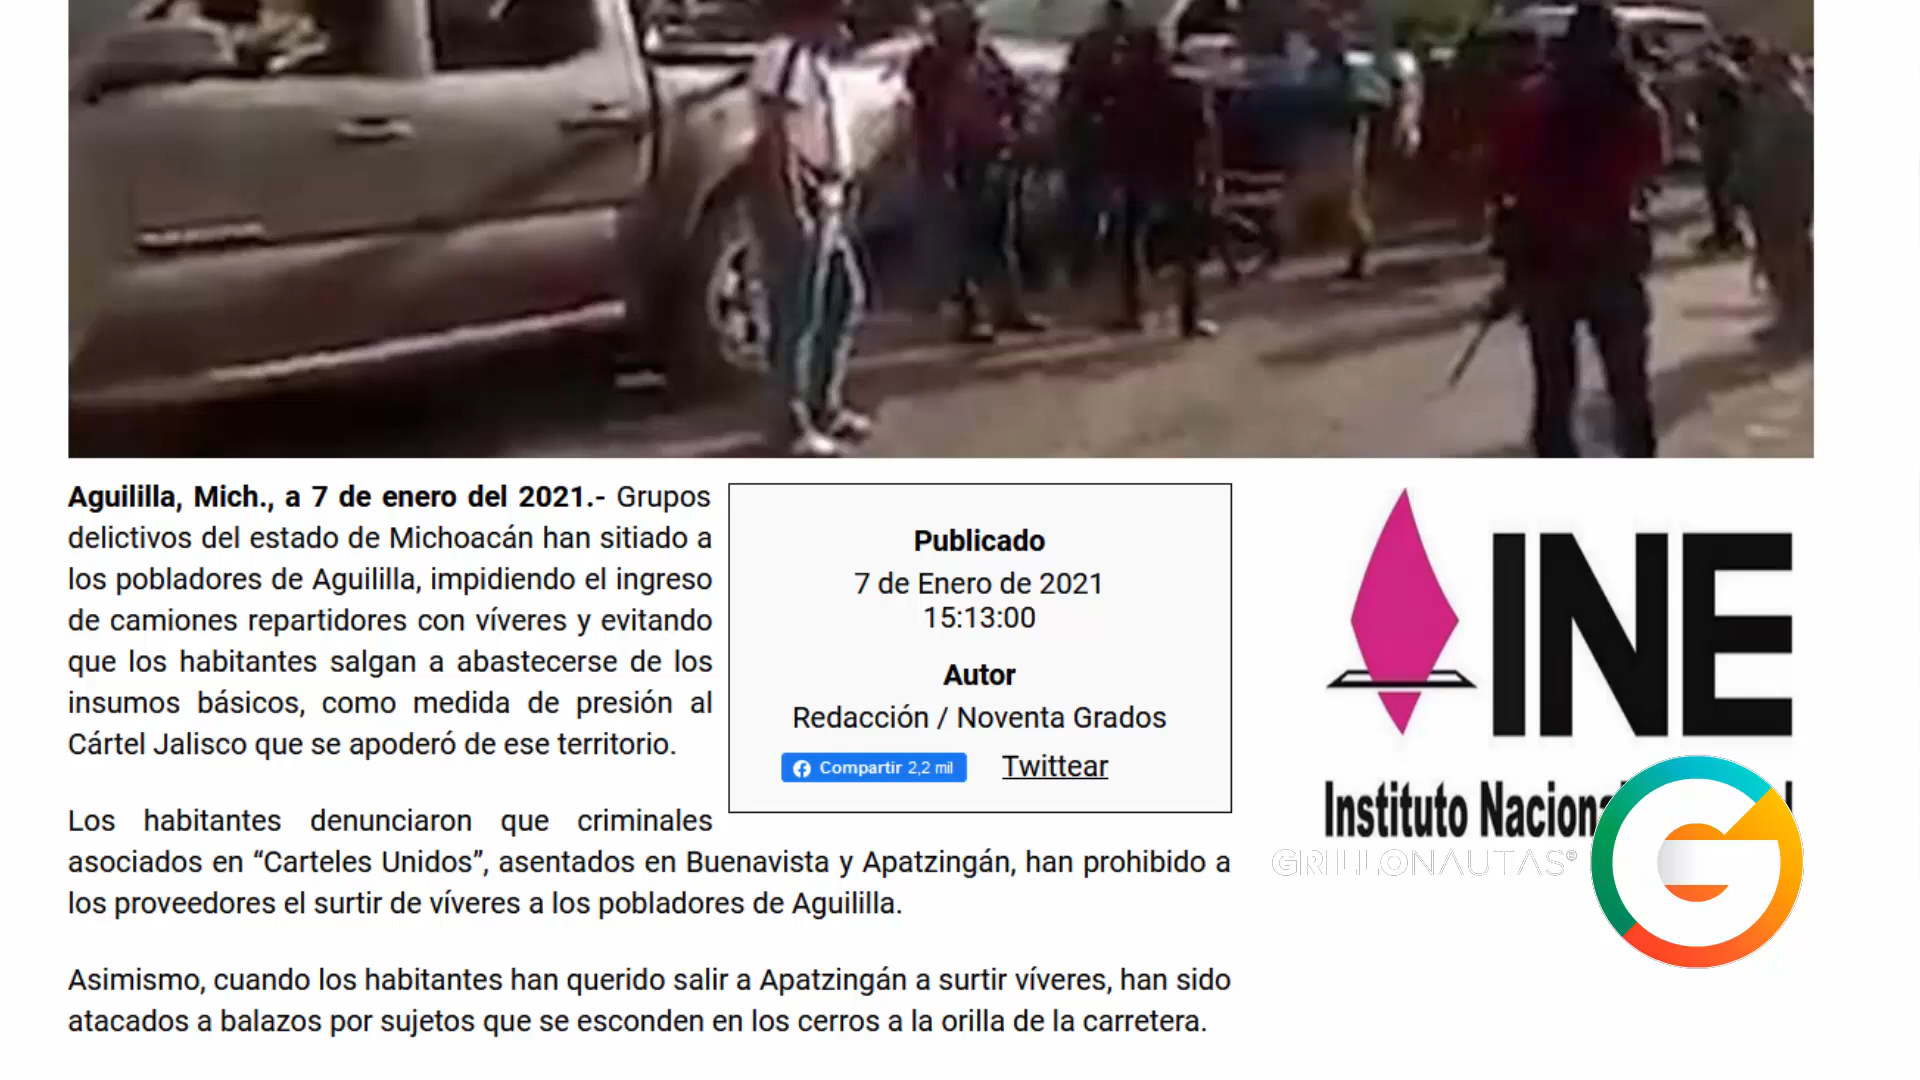 Aguililla, Mich., a 7 de enero del 2021.- Grupos
delictivos del estado de Michoacán han sitiado a
los pobladores de Aguililla, impidiendo el ingreso
de camiones repartidores con víveres y evitando
que los habitantes salgan a abastecerse de los
insumos básicos, como medida de presión al
Cártel Jalisco que se apoderó de ese territorio.
Los habitantes denunciaron que criminales
asociados en “Carteles Unidos”, asentados en Buenavista y Apatzingán, han prohibido a
los proveedores el surtir de víveres a los pobladores de Aguililla.
Asimismo, cuando los habitantes han querido salir a Apatzingán a surtir víveres, han sido
atacados a balazos por sujetos que se esconden en los cerros a la orilla de la carretera.
Publicado
7 de Enero de 2021
15:13:00
Autor
Redacción / Noventa Grados
Compartir 2,2 mil
Twittear
INE
Instituto Nacional
GRILLONAUTAS®
G